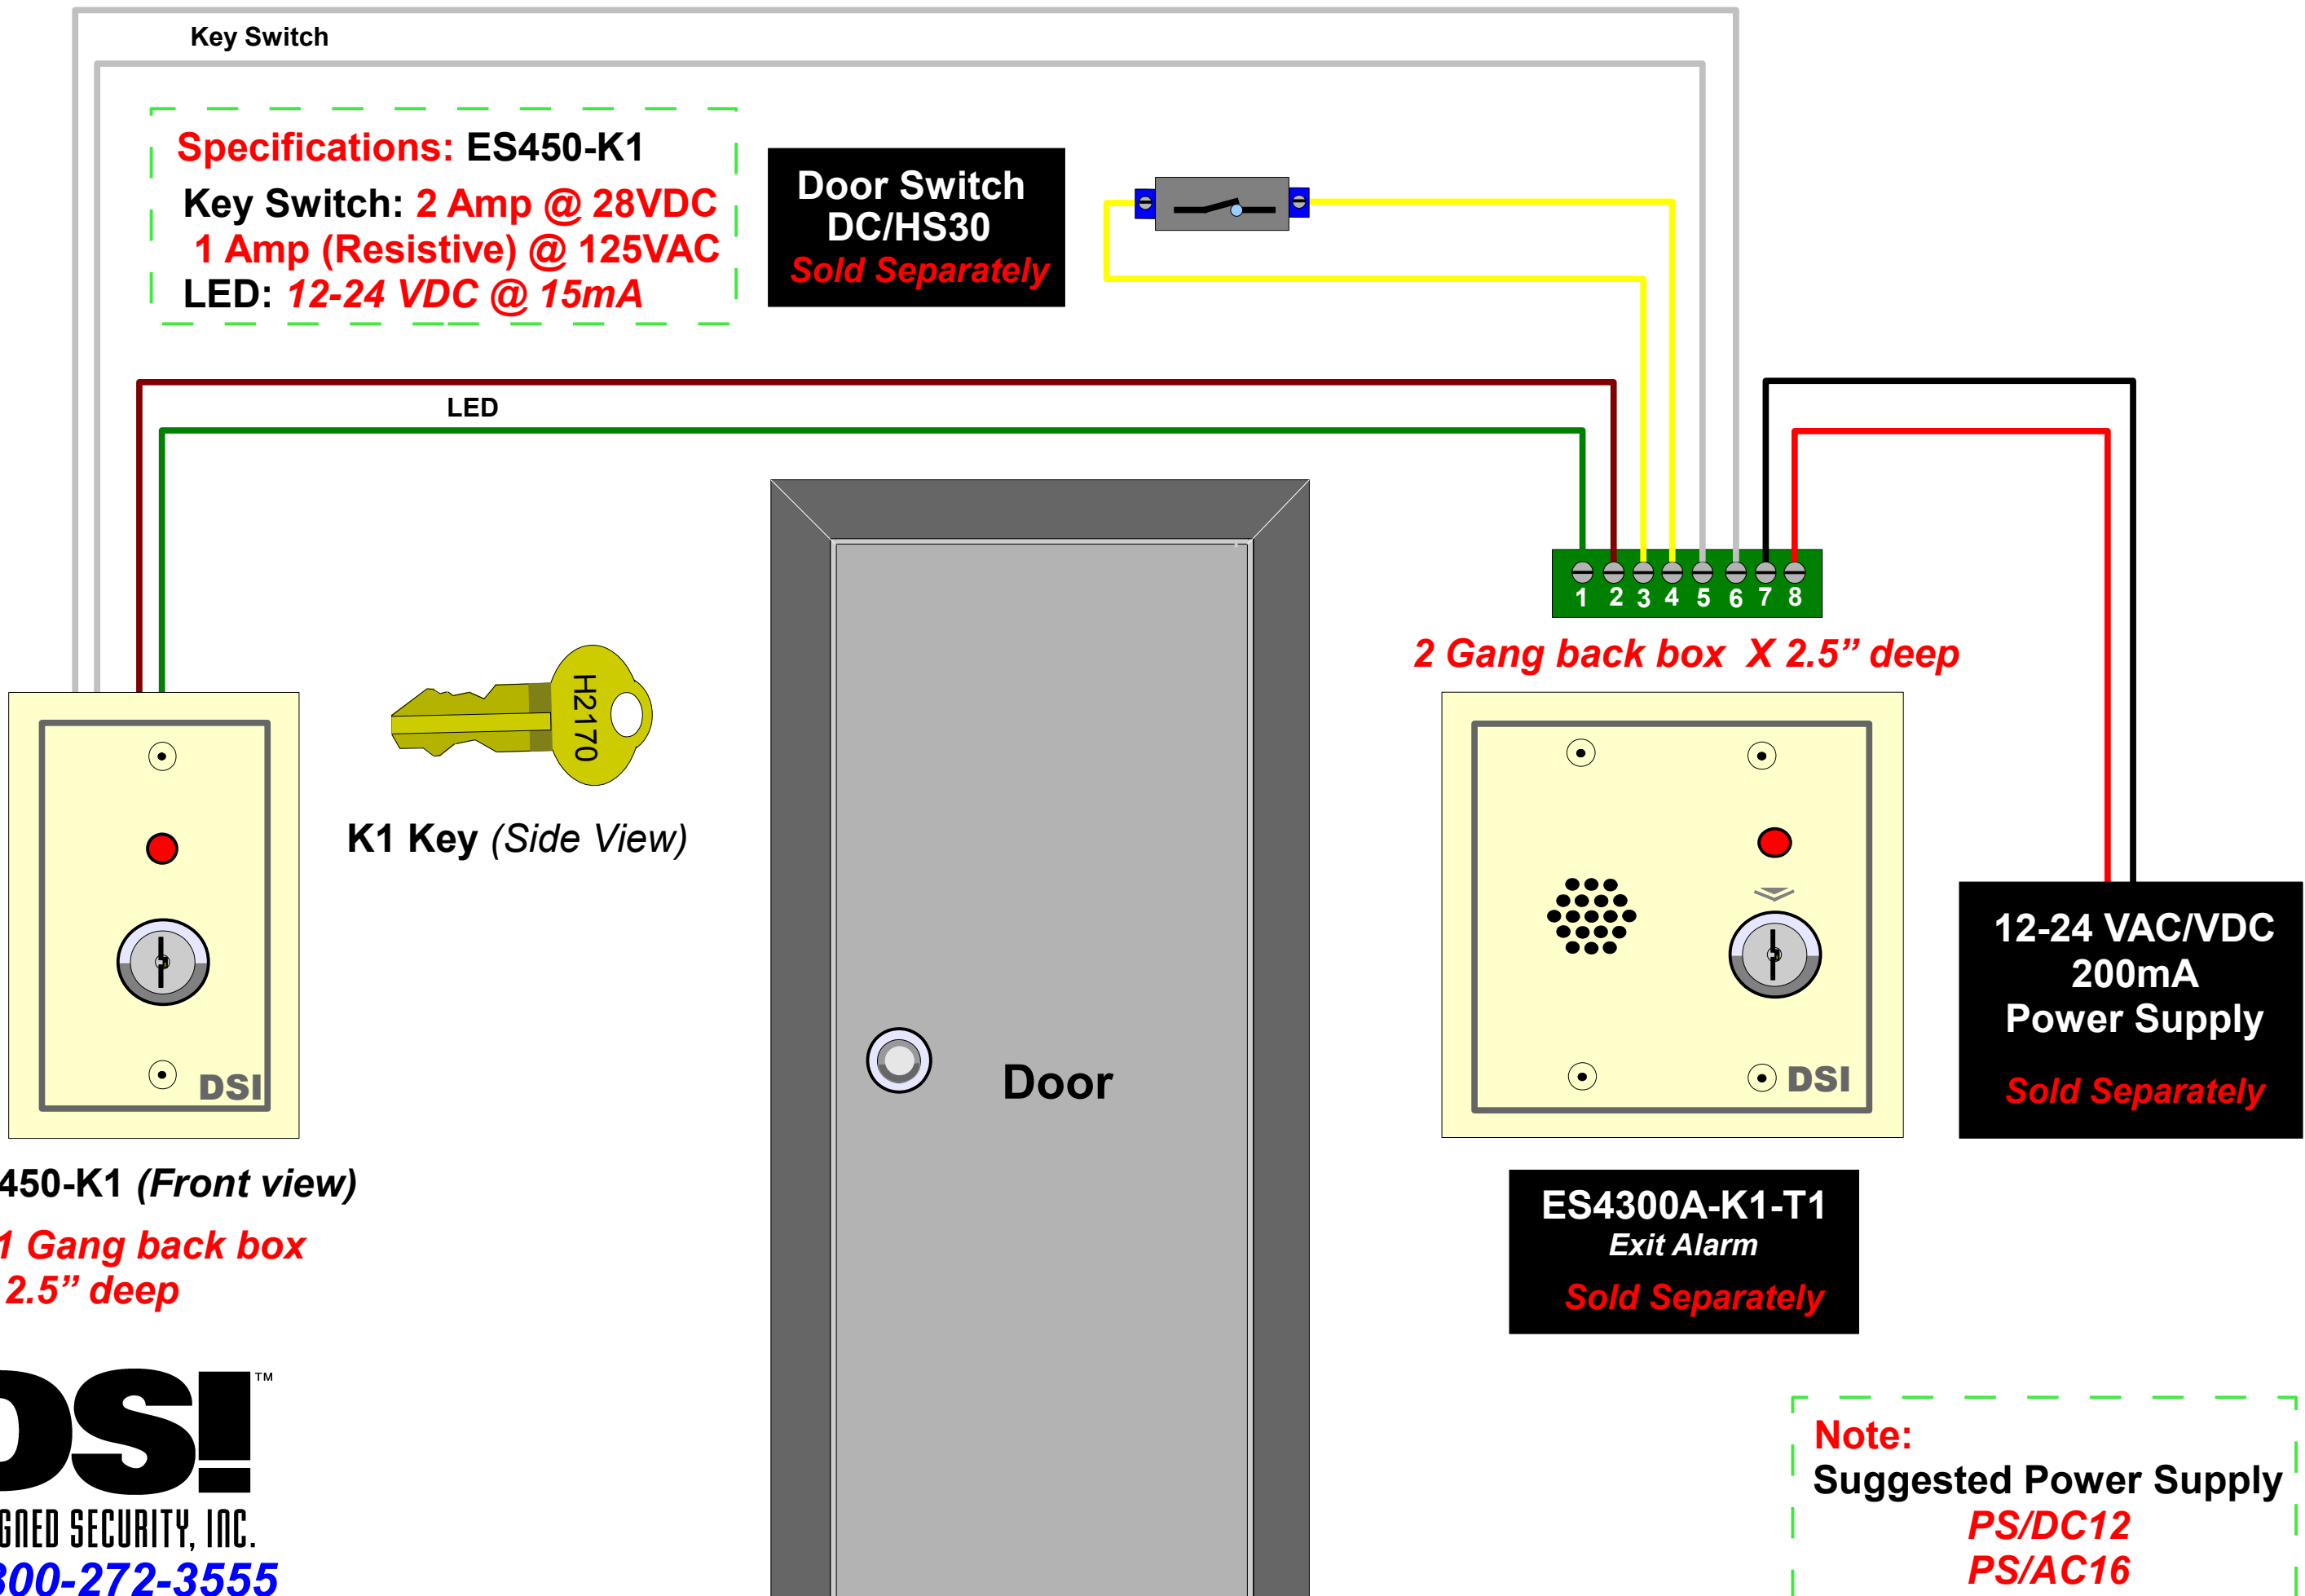 Key Switch
Specifications: ES450-K1
Key Switch: 2 Amp @ 28VDC
1 Amp (Resistive) @ 125VAC
LED: 12-24 VDC @ 15mA
Door Switch
DC/HS30
Sold Separately
LED
1 2 3 4 5 6 7 8
2 Gang back box X 2.5” deep
H2170
K1 Key (Side View)
DSI
Door
DSI
12-24 VAC/VDC
200mA
Power Supply
Sold Separately
450-K1 (Front view)
1 Gang back box
2.5” deep
ES4300A-K1-T1
Exit Alarm
Sold Separately
DSI™
GNED SECURITY, INC.
800-272-3555
Note:
Suggested Power Supply
PS/DC12
PS/AC16